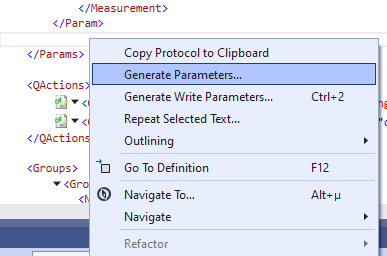 </Measurement>
</Param>
</Params>
Copy Protocol to Clipboard
Generate Parameters...
Generate Write Parameters... Ctrl+2
Repeat Selected Text...
Outlining
Go To Definition F12
Navigate To... Alt+μ
Navigate
Refactor
<QActions>
</QActions>
<Groups>